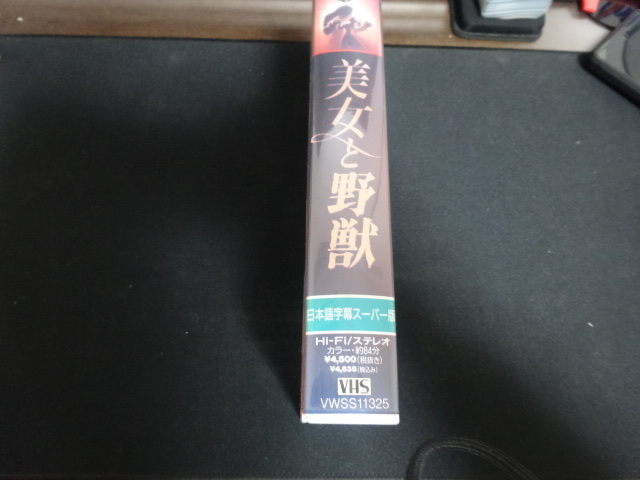 美女と野獣
日本語字幕スーパー版
HI-FI/ステレオ
カラー・約84分
¥4,500(税抜き)
¥4,635(税込み)
VHS
VWSS11325